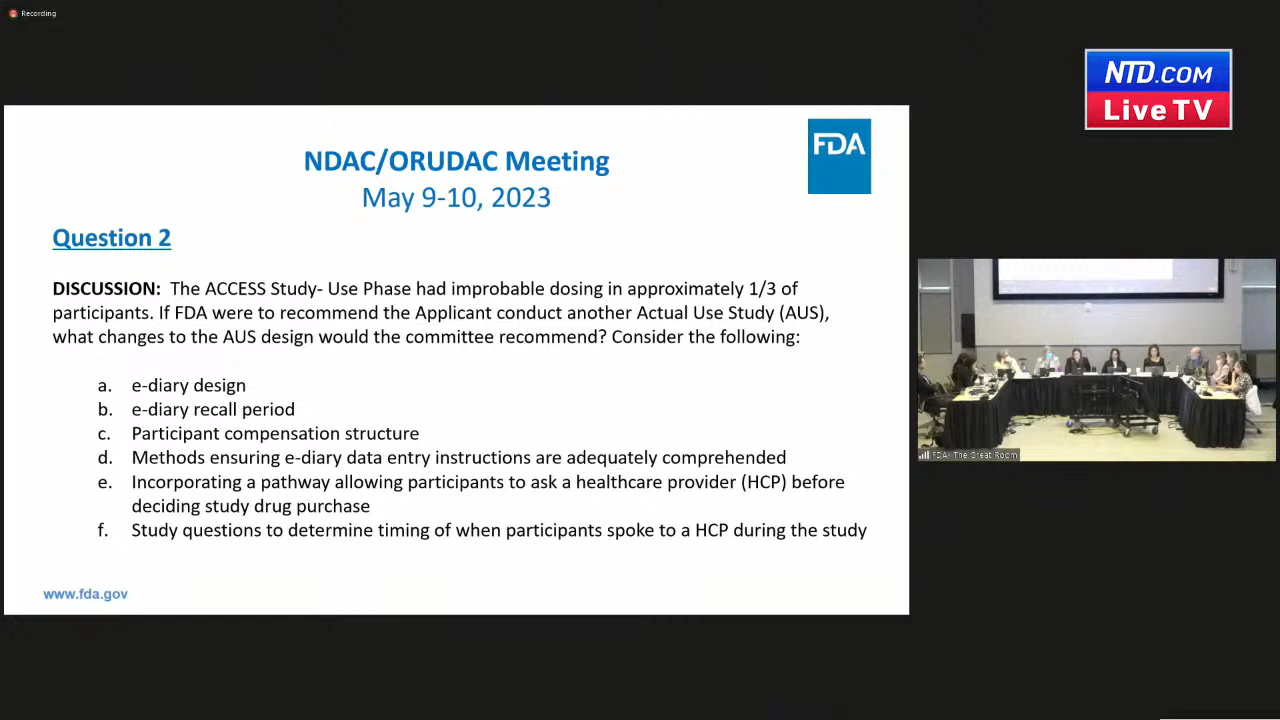 Recording
NTD.COM
Live TV
FDA
NDAC/ORUDAC Meeting
May 9-10, 2023
Question 2
DISCUSSION: The ACCESS Study- Use Phase had improbable dosing in approximately 1/3 of
participants. If FDA were to recommend the Applicant conduct another Actual Use Study (AUS),
what changes to the AUS design would the committee recommend? Consider the following:
a. e-diary design
b. e-diary recall period
c. Participant compensation structure
d. Methods ensuring e-diary data entry instructions are adequately comprehended
e. Incorporating a pathway allowing participants to ask a healthcare provider (HCP) before
deciding study drug purchase
f. Study questions to determine timing of when participants spoke to a HCP during the study
www.fda.gov
FDA- The Great Room